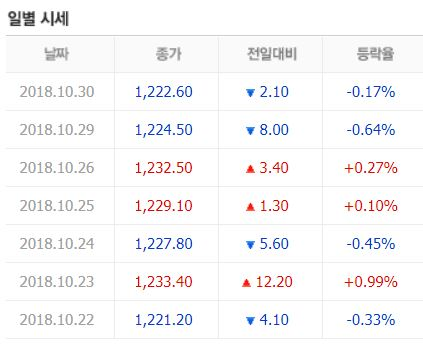 일별 시세
날짜 종가 전일대비 등락율
2018.10.30 1,222.60 ▼ 2.10 -0.17%
2018.10.29 1,224.50 ▼ 8.00 -0.64%
2018.10.26 1,232.50 ▲ 3.40 +0.27%
2018.10.25 1,229.10 ▲ 1.30 +0.10%
2018.10.24 1,227.80 ▼ 5.60 -0.45%
2018.10.23 1,233.40 ▲ 12.20 +0.99%
2018.10.22 1,221.20 ▼ 4.10 -0.33%